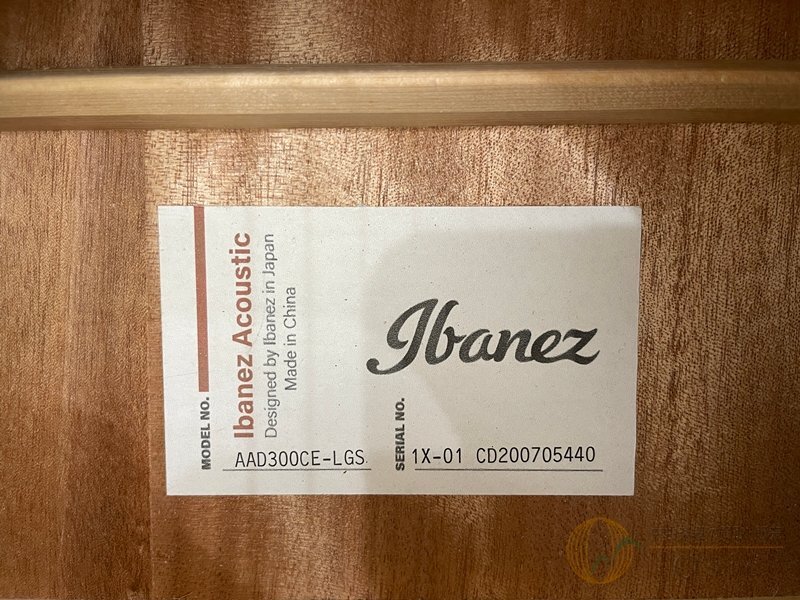 Ibanez Acoustic
Designed by Ibanez in Japan
Made in China
Ibanez
MODEL NO. AAD300CE-LGS
SERIAL NO. 1X-01 CD200705440